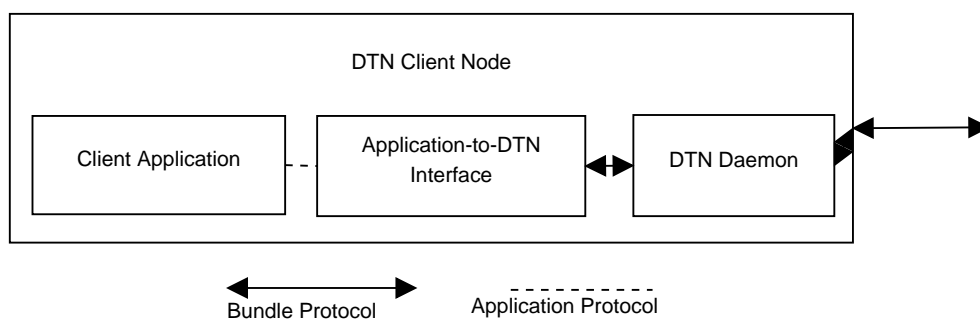 DTN Client Node
Client Application
Application-to-DTN
Interface
DTN Daemon
Bundle Protocol
Application Protocol